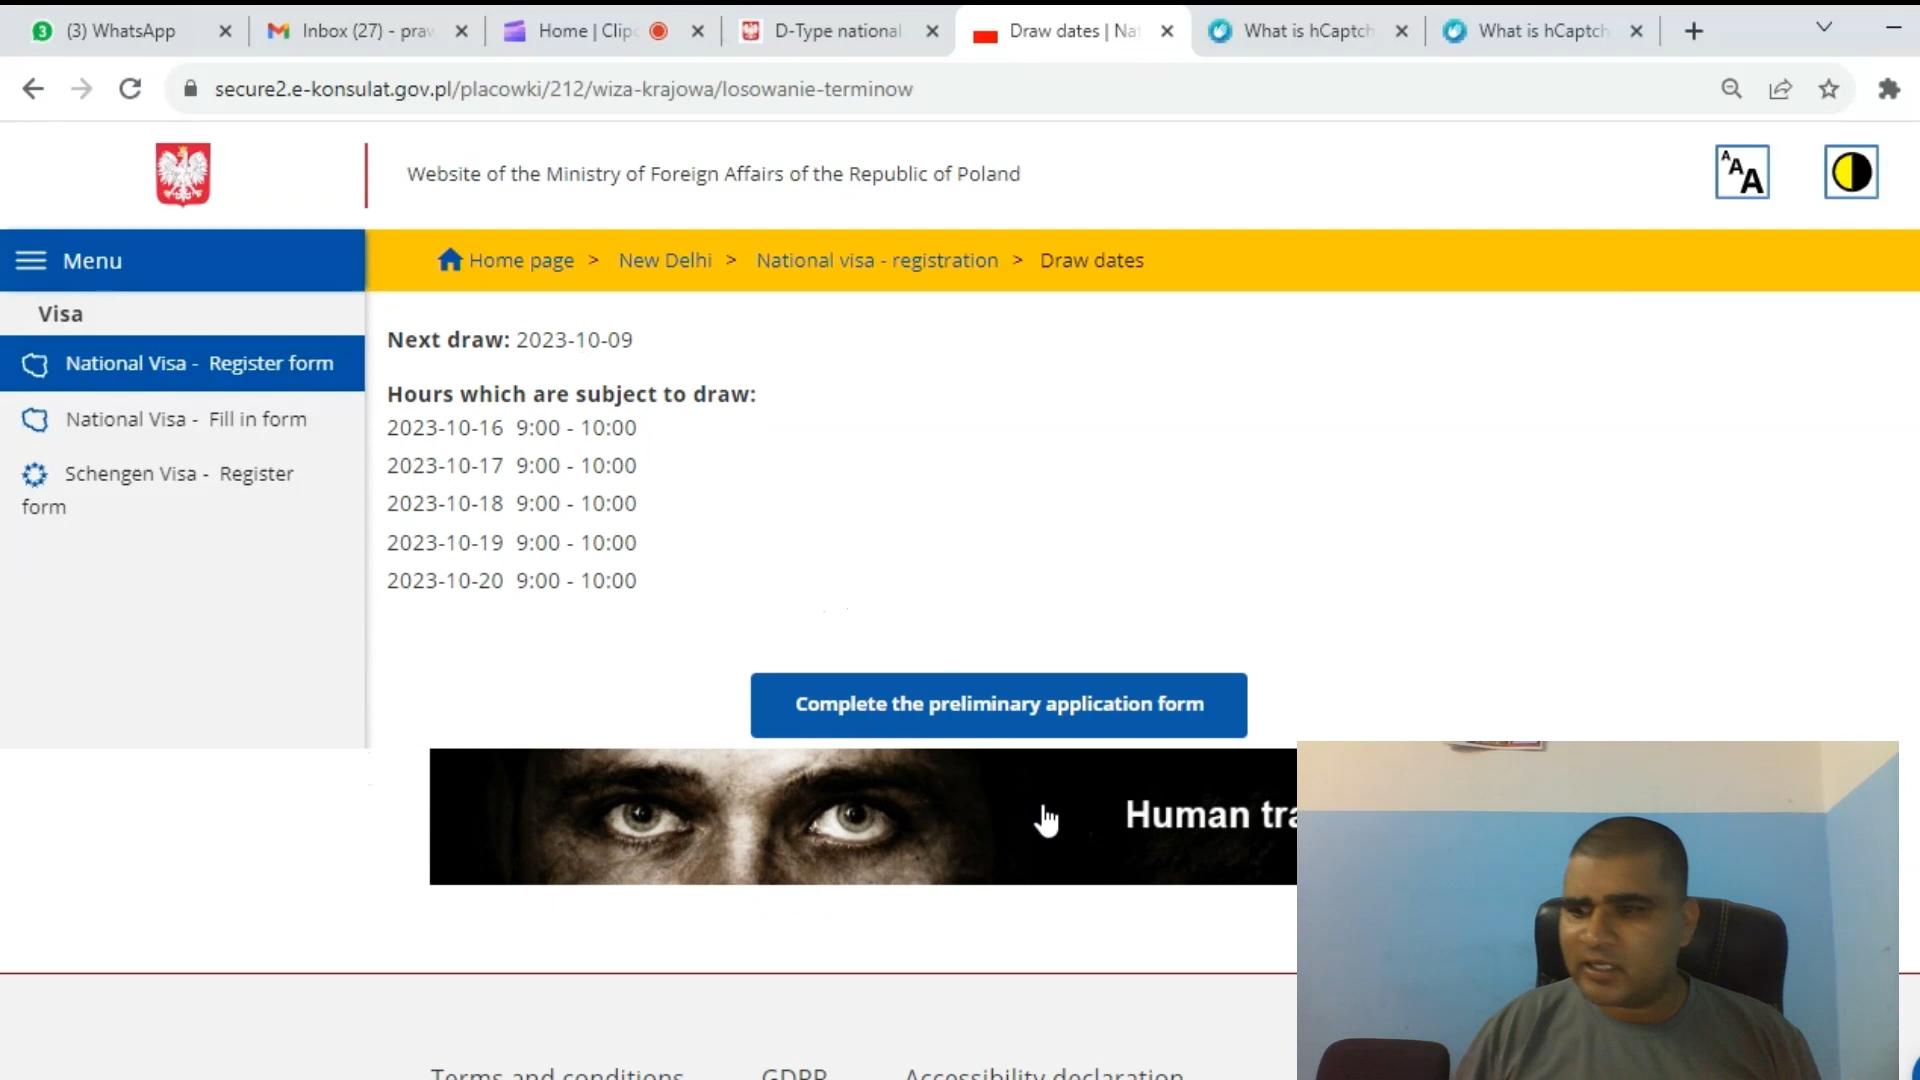 3 (3) WhatsApp Inbox (27) - praw Home | Clip D-Type national Draw dates | Na What is hCaptch What is hCaptch
secure2.e-konsulat.gov.pl/placowki/212/wiza-krajowa/losowanie-terminow
Website of the Ministry of Foreign Affairs of the Republic of Poland
A A A
Menu
Home page > New Delhi > National visa - registration > Draw dates
Visa
National Visa - Register form
National Visa - Fill in form
Schengen Visa - Register
form
Next draw: 2023-10-09
Hours which are subject to draw:
2023-10-16 9:00 - 10:00
2023-10-17 9:00 - 10:00
2023-10-18 9:00 - 10:00
2023-10-19 9:00 - 10:00
2023-10-20 9:00 - 10:00
Complete the preliminary application form
Human tra
Terms and conditions GDPR Accessibility declaration